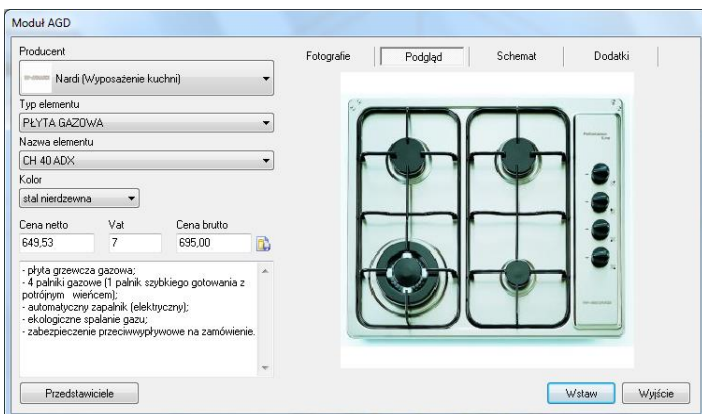 Moduł AGD
Producent
Nardi (Wyposażenie kuchni)
Typ elementu
PŁYTA GAZOWA
Nazwa elementu
CH 40 ADX
Kolor
stal nierdzewna
Cena netto Vat Cena brutto
649,53 7 695,00
- płyta grzewcza gazowa;
- 4 palniki gazowe (1 palnik szybkiego gotowania z
potrójnym wieńcem);
- automatyczny zapalnik (elektryczny);
- ekologiczne spalanie gazu;
- zabezpieczenie przeciwwypływowe na zamówienie.
Przedstawiciele
Fotografie Podgląd Schemat Dodatki
Wstaw Wyjście